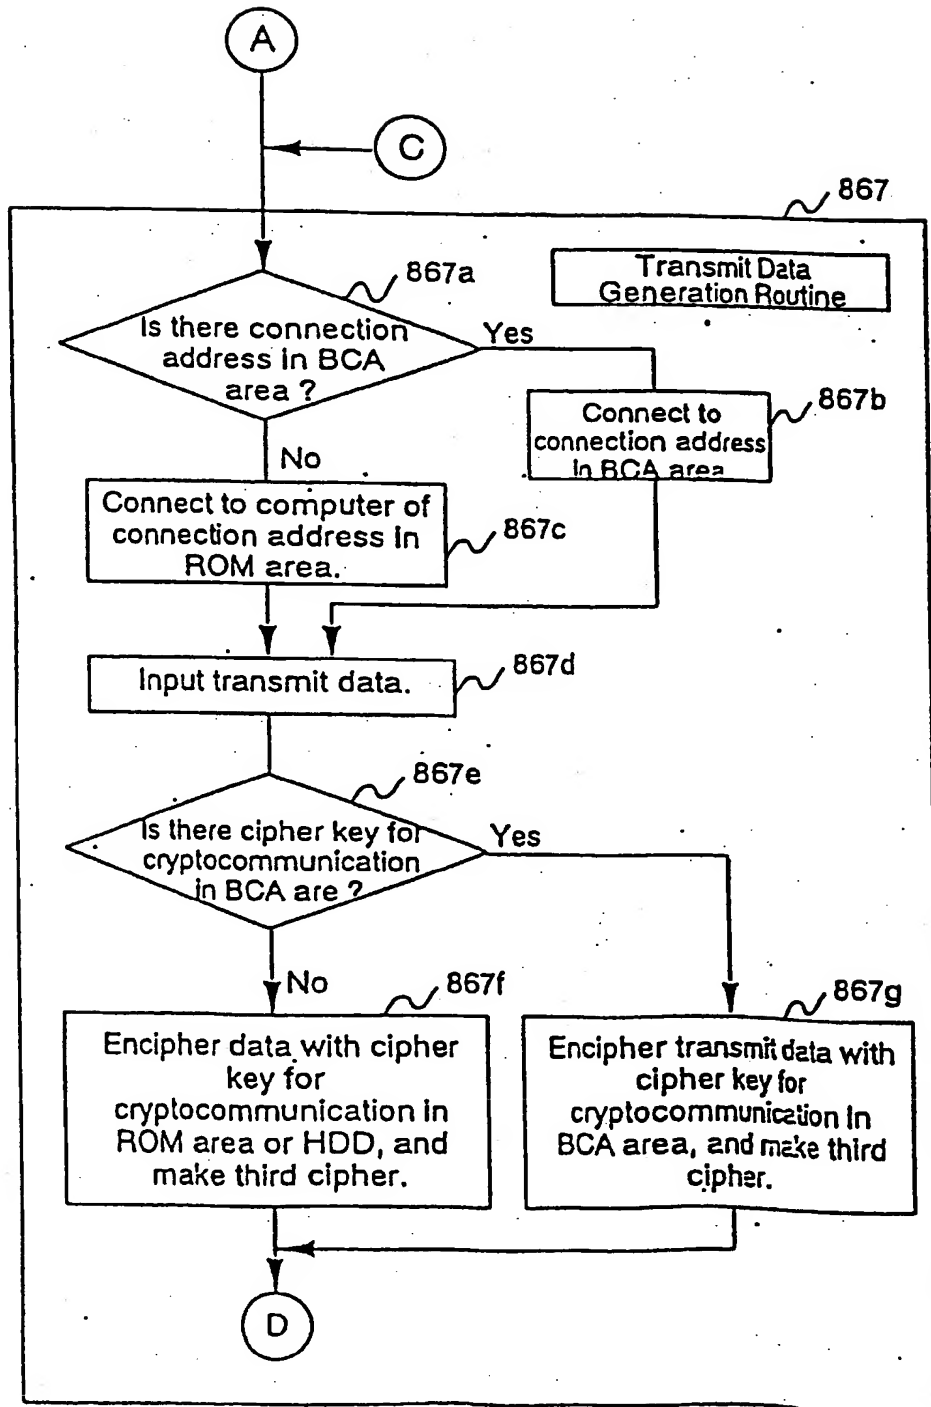 A
C
867
Transmit Data
Generation Routine
867a
Is there connection
address in BCA
area ?
Yes
867b
Connect to
connection address
in BCA area
No
Connect to computer of
connection address in
ROM area.
867c
Input transmit data.
867d
867e
Is there cipher key for
cryptocommunication
in BCA are ?
Yes
No
867f
Encipher data with cipher
key for
cryptocommunication in
ROM area or HDD, and
make third cipher.
867g
Encipher transmit data with
cipher key for
cryptocommunication in
BCA area, and make third
cipher.
D